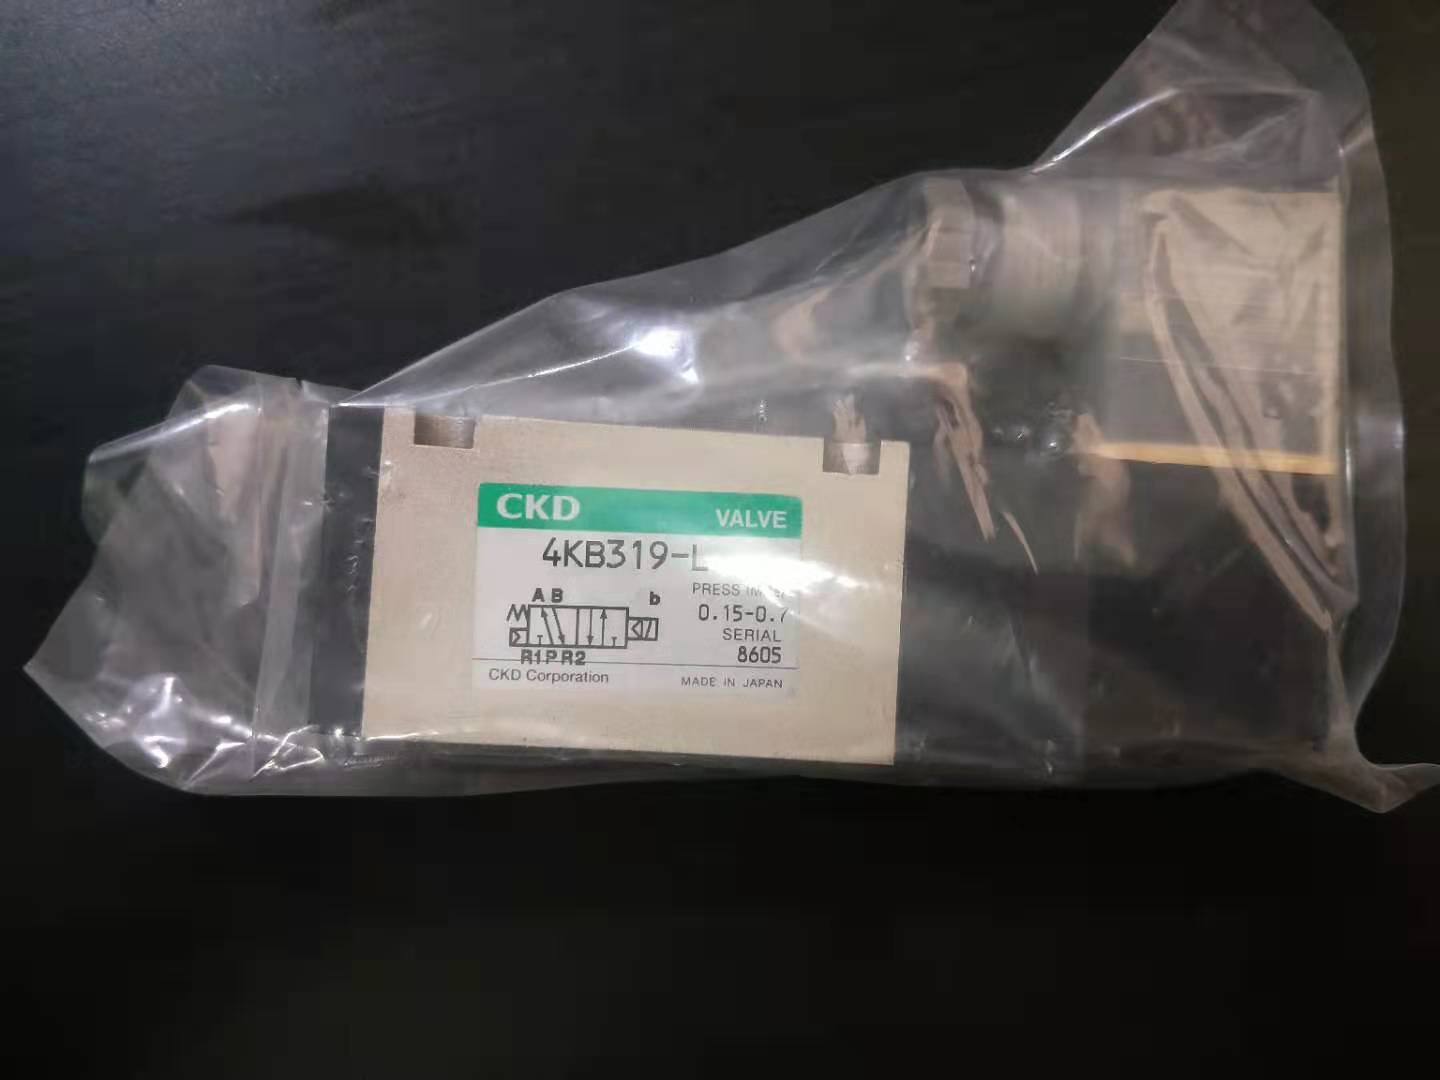 CKD
VALVE
4KB319-L
A B b
PRESS
0.15-0.7
SERIAL
8605
R1 P R2
CKD Corporation
MADE IN JAPAN